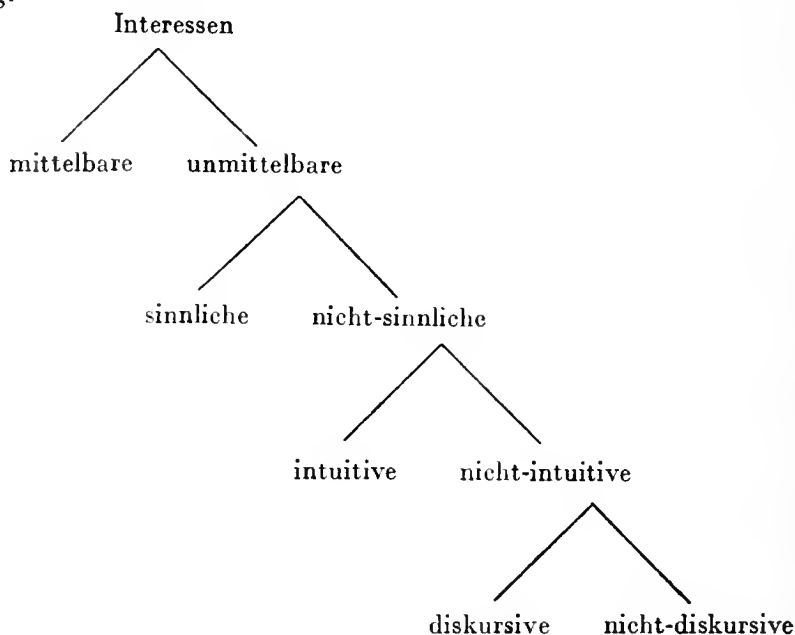 Interessen
mittelbare unmittelbare
sinnliche nicht-sinnliche
intuitive nicht-intuitive
diskursive nicht-diskursive